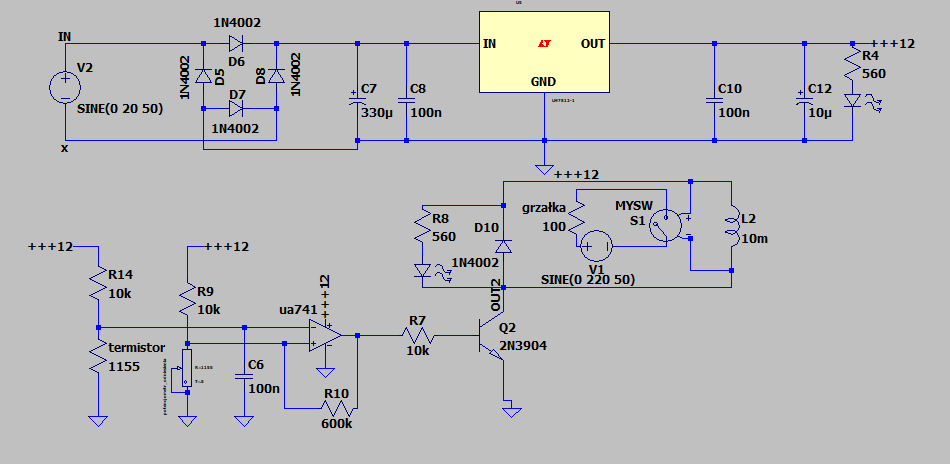 U5
1N4002
IN
IN
OUT
+++12
V2
D6
1N4002
D5
D8
1N4002
R4
560
GND
D7
C7
C8
C10
C12
SINE(0 20 50)
330µ
100n
100n
10µ
1N4002
x
+++12
grzałka
100
MYSW
S1
R8
560
D10
L2
10m
+++12
+++12
1N4002
V1
SINE(0 220 50)
R14
10k
R9
10k
ua741
+++12
OUT2
R7
10k
Q2
2N3904
termistor
1155
R=1155
T=.5
C6
100n
R10
600k